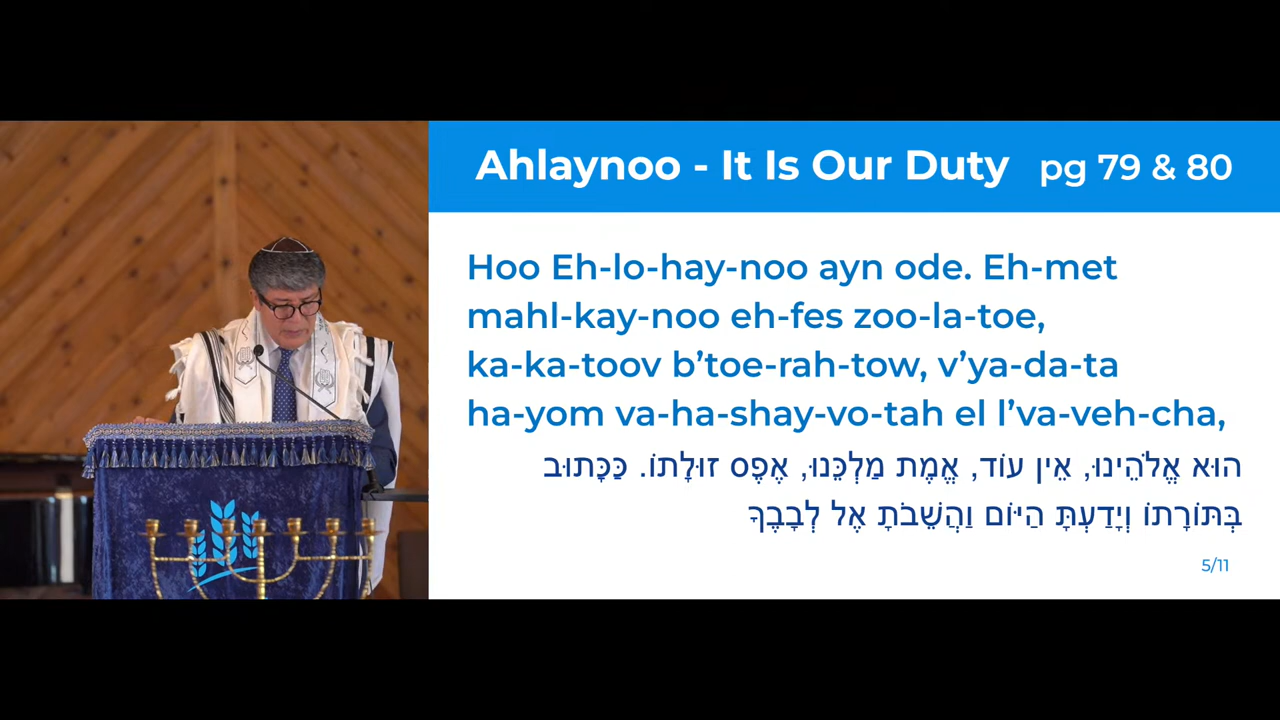 Ahlaynoo - It Is Our Duty pg 79 & 80
Hoo Eh-lo-hay-noo ayn ode. Eh-met
mahl-kay-noo eh-fes zoo-la-toe,
ka-ka-toov b’toe-rah-tow, v’ya-da-ta
ha-yom va-ha-shay-vo-tah el l’va-veh-cha,
הוּא אֱלֹהֵינוּ, אֵין עוֹד, אֱמֶת מַלְכֵּנוּ, אֶפֶס זוּלָתוֹ. כַּכָּתוּב
בְּתּוֹרָתוֹ וְיָדַעְתָּ הַיּוֹם וַהֲשֵׁבֹתָ אֶל לְבָבֶךָ
5/11